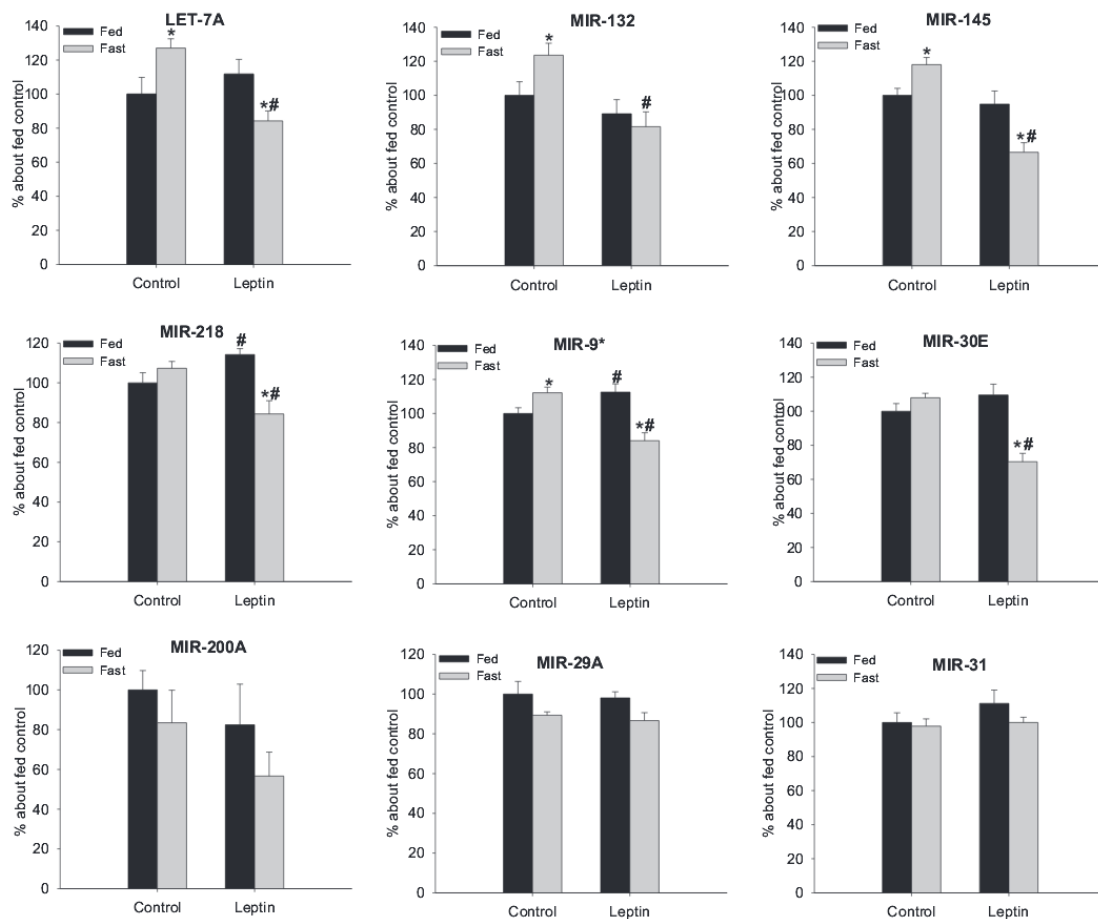 LET-7A
Fed
Fast
% about fed control
140
120
100
80
60
40
20
0
*
*#
Control
Leptin
MIR-132
Fed
Fast
% about fed control
140
120
100
80
60
40
20
0
*
#
Control
Leptin
MIR-145
Fed
Fast
% about fed control
140
120
100
80
60
40
20
0
*
*#
Control
Leptin
MIR-218
Fed
Fast
% about fed control
120
100
80
60
40
20
0
#
*#
Control
Leptin
MIR-9*
Fed
Fast
% about fed control
140
120
100
80
60
40
20
0
*
#
*#
Control
Leptin
MIR-30E
Fed
Fast
% about fed control
140
120
100
80
60
40
20
0
*#
Control
Leptin
MIR-200A
Fed
Fast
% about fed control
120
100
80
60
40
20
0
Control
Leptin
MIR-29A
Fed
Fast
% about fed control
120
100
80
60
40
20
0
Control
Leptin
MIR-31
Fed
Fast
% about fed control
140
120
100
80
60
40
20
0
Control
Leptin